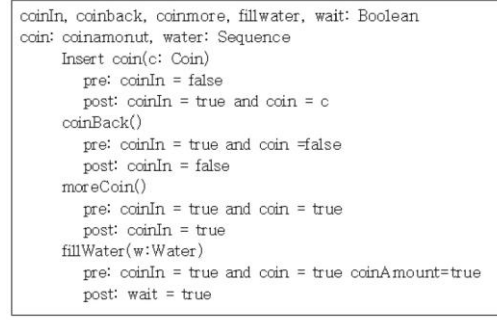 coinIn, coinback, coinmore, fillwater, wait: Boolean
coin: coinamonut, water: Sequence
Insert coin(c: Coin)
pre: coinIn = false
post: coinIn = true and coin = c
coinBack()
pre: coinIn = true and coin =false
post: coinIn = false
moreCoin()
pre: coinIn = true and coin = true
post: coinIn = true
fillWater(w:Water)
pre: coinIn = true and coin = true coinAmount=true
post: wait = true